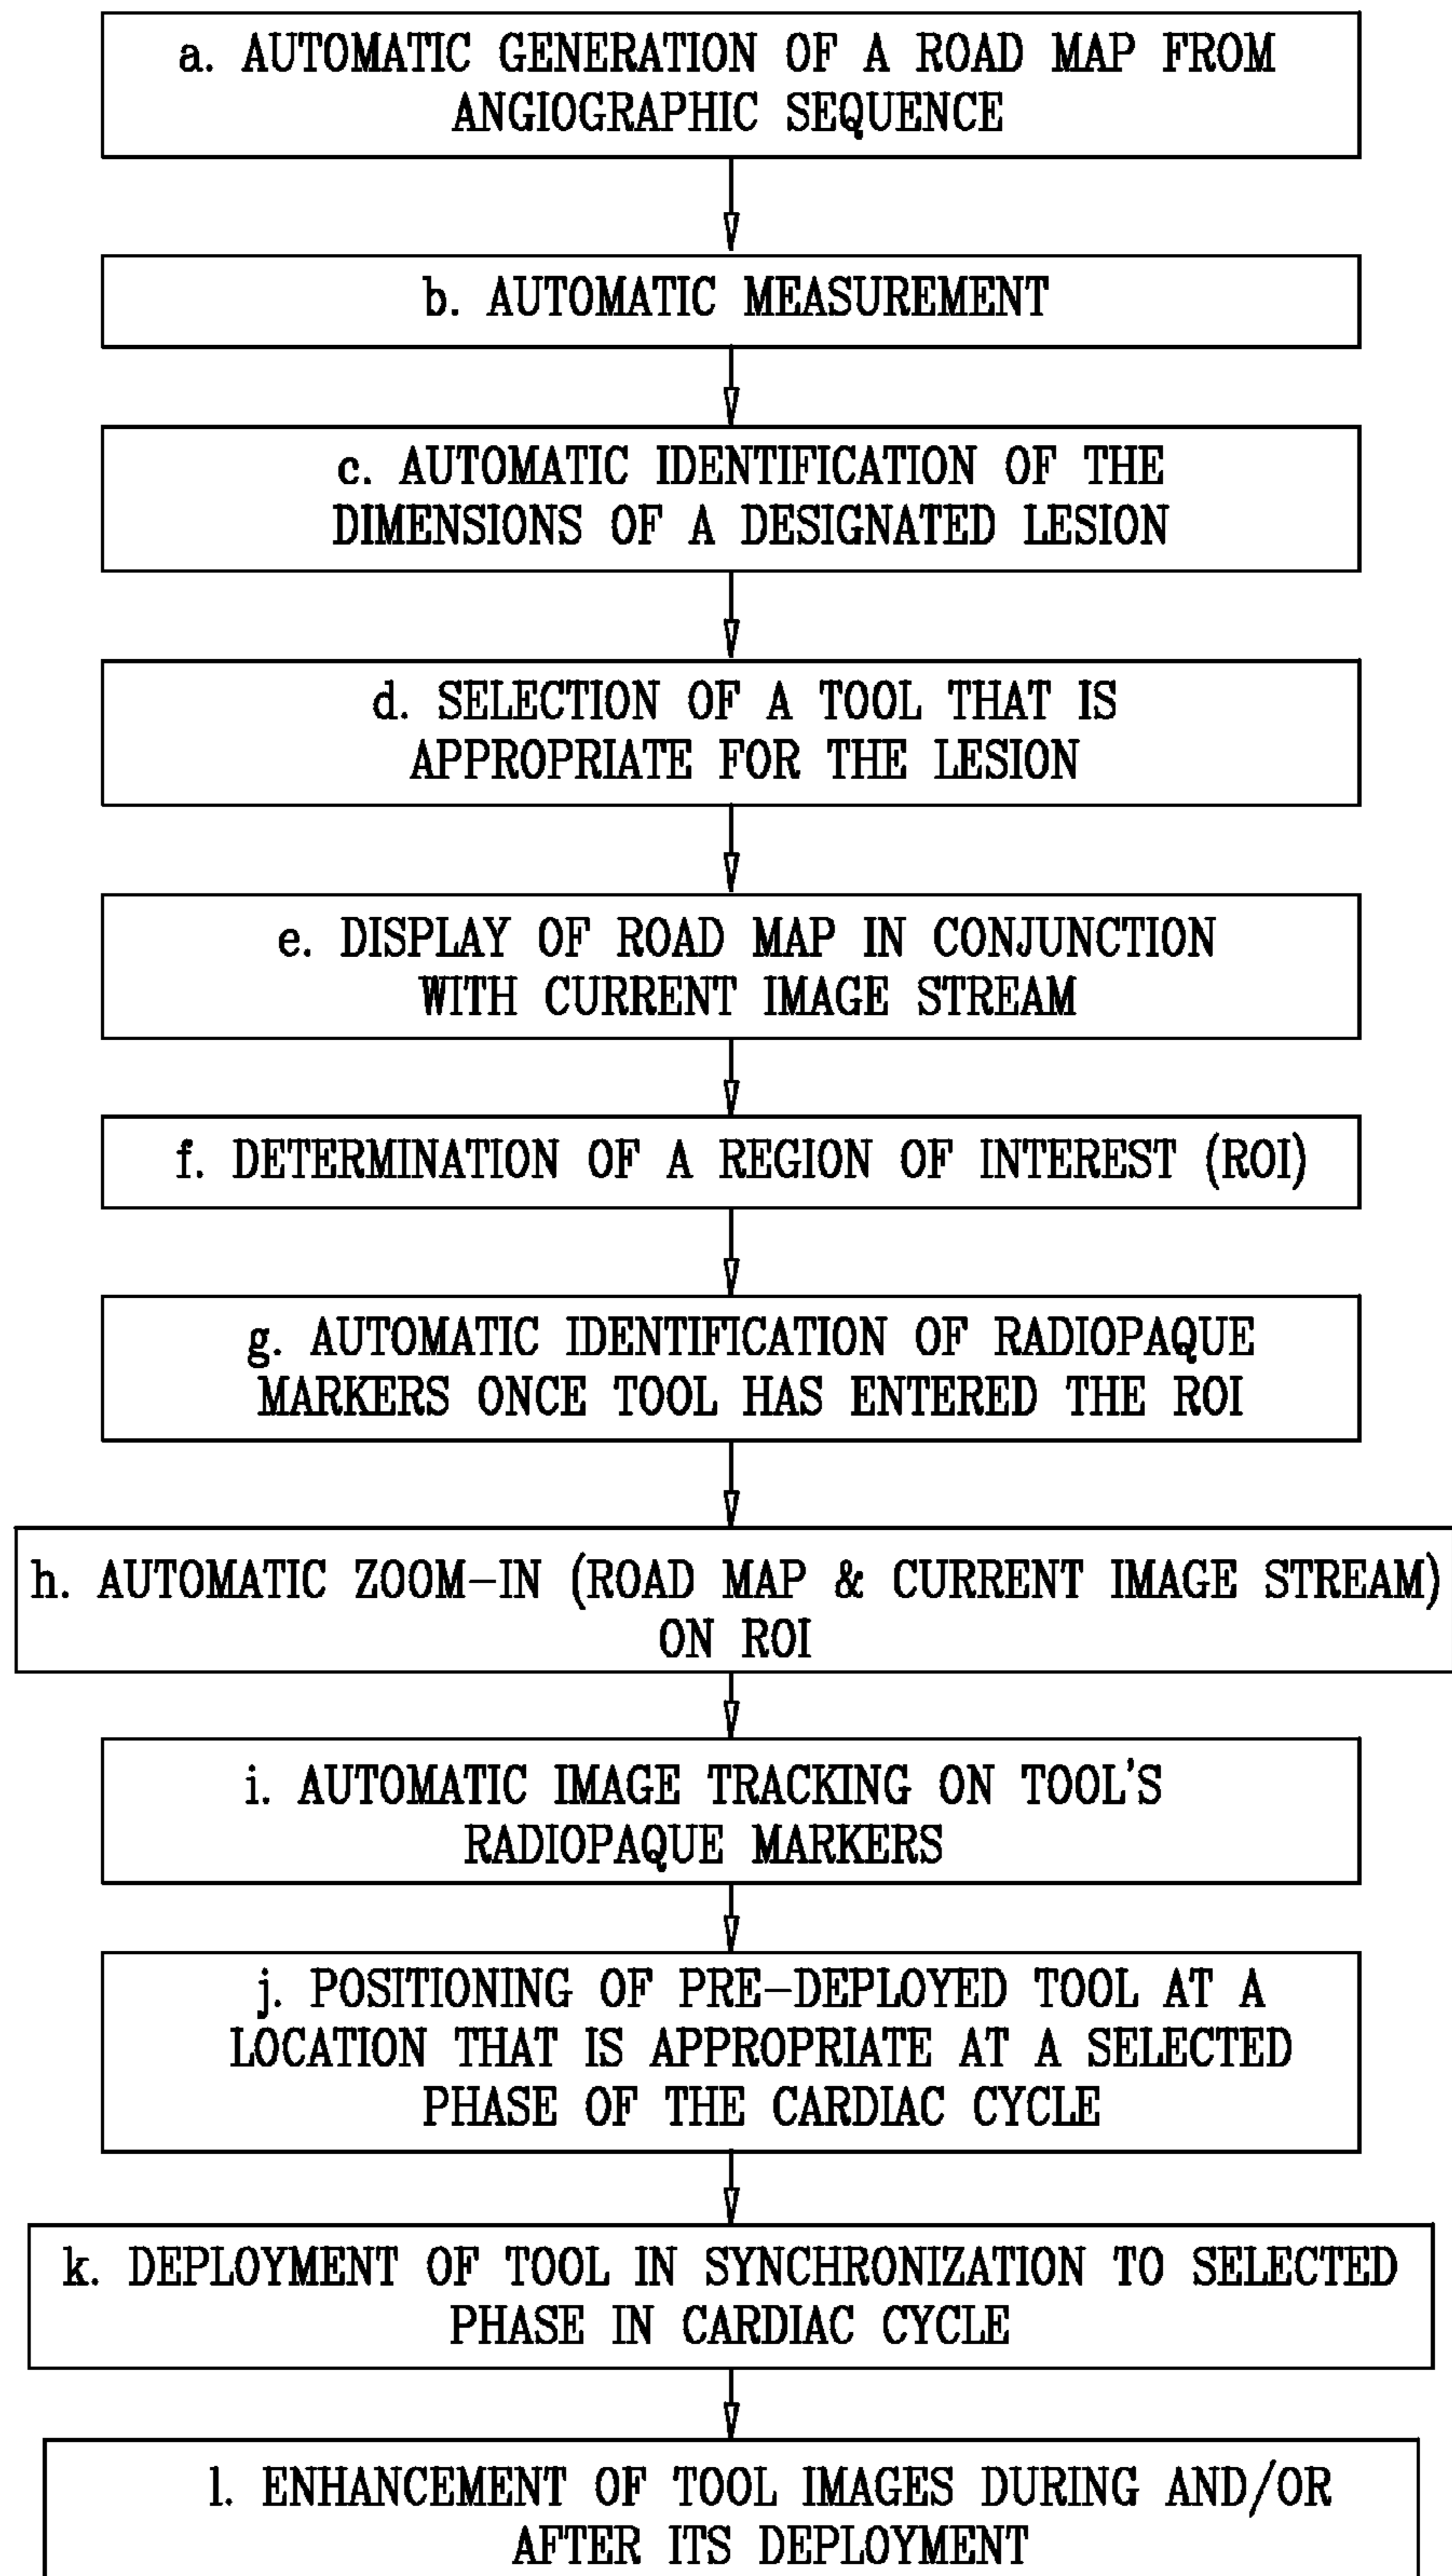 a. AUTOMATIC GENERATION OF A ROAD MAP FROM
ANGIOGRAPHIC SEQUENCE
b. AUTOMATIC MEASUREMENT
c. AUTOMATIC IDENTIFICATION OF THE
DIMENSIONS OF A DESIGNATED LESION
d. SELECTION OF A TOOL THAT IS
APPROPRIATE FOR THE LESION
e. DISPLAY OF ROAD MAP IN CONJUNCTION
WITH CURRENT IMAGE STREAM
f. DETERMINATION OF A REGION OF INTEREST (ROI)
g. AUTOMATIC IDENTIFICATION OF RADIOPAQUE
MARKERS ONCE TOOL HAS ENTERED THE ROI
h. AUTOMATIC ZOOM-IN (ROAD MAP & CURRENT IMAGE STREAM)
ON ROI
i. AUTOMATIC IMAGE TRACKING ON TOOL'S
RADIOPAQUE MARKERS
j. POSITIONING OF PRE-DEPLOYED TOOL AT A
LOCATION THAT IS APPROPRIATE AT A SELECTED
PHASE OF THE CARDIAC CYCLE
k. DEPLOYMENT OF TOOL IN SYNCHRONIZATION TO SELECTED
PHASE IN CARDIAC CYCLE
l. ENHANCEMENT OF TOOL IMAGES DURING AND/OR
AFTER ITS DEPLOYMENT